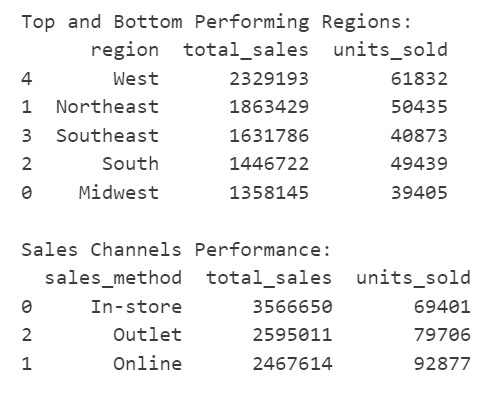 Top and Bottom Performing Regions:
region total_sales units_sold
4 West 2329193 61832
1 Northeast 1863429 50435
3 Southeast 1631786 40873
2 South 1446722 49439
0 Midwest 1358145 39405
Sales Channels Performance:
sales_method total_sales units_sold
0 In-store 3566650 69401
2 Outlet 2595011 79706
1 Online 2467614 92877